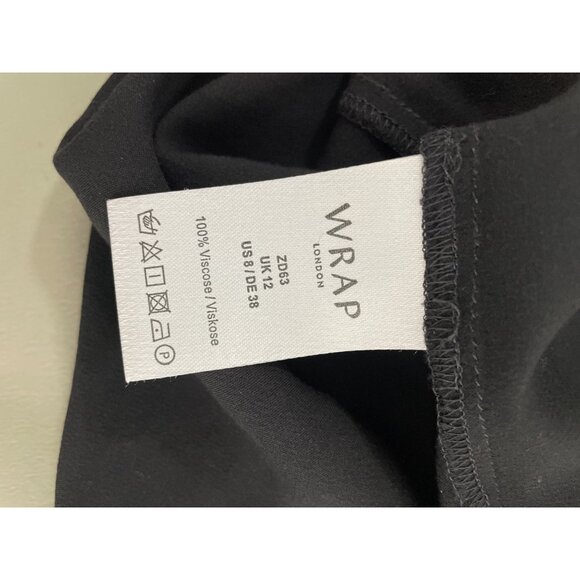 WRAP
LONDON
ZD63
UK 12
US 8 / DE 38
100% Viscose / Viskose
P